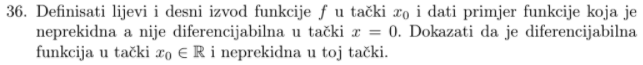 36. Definisati lijevi i desni izvod funkcije f u tački x₀ i dati primjer funkcije koja je
neprekidna a nije diferencijabilna u tački x = 0. Dokazati da je diferencijabilna
funkcija u tački x₀ ∈ ℝ i neprekidna u toj tački.